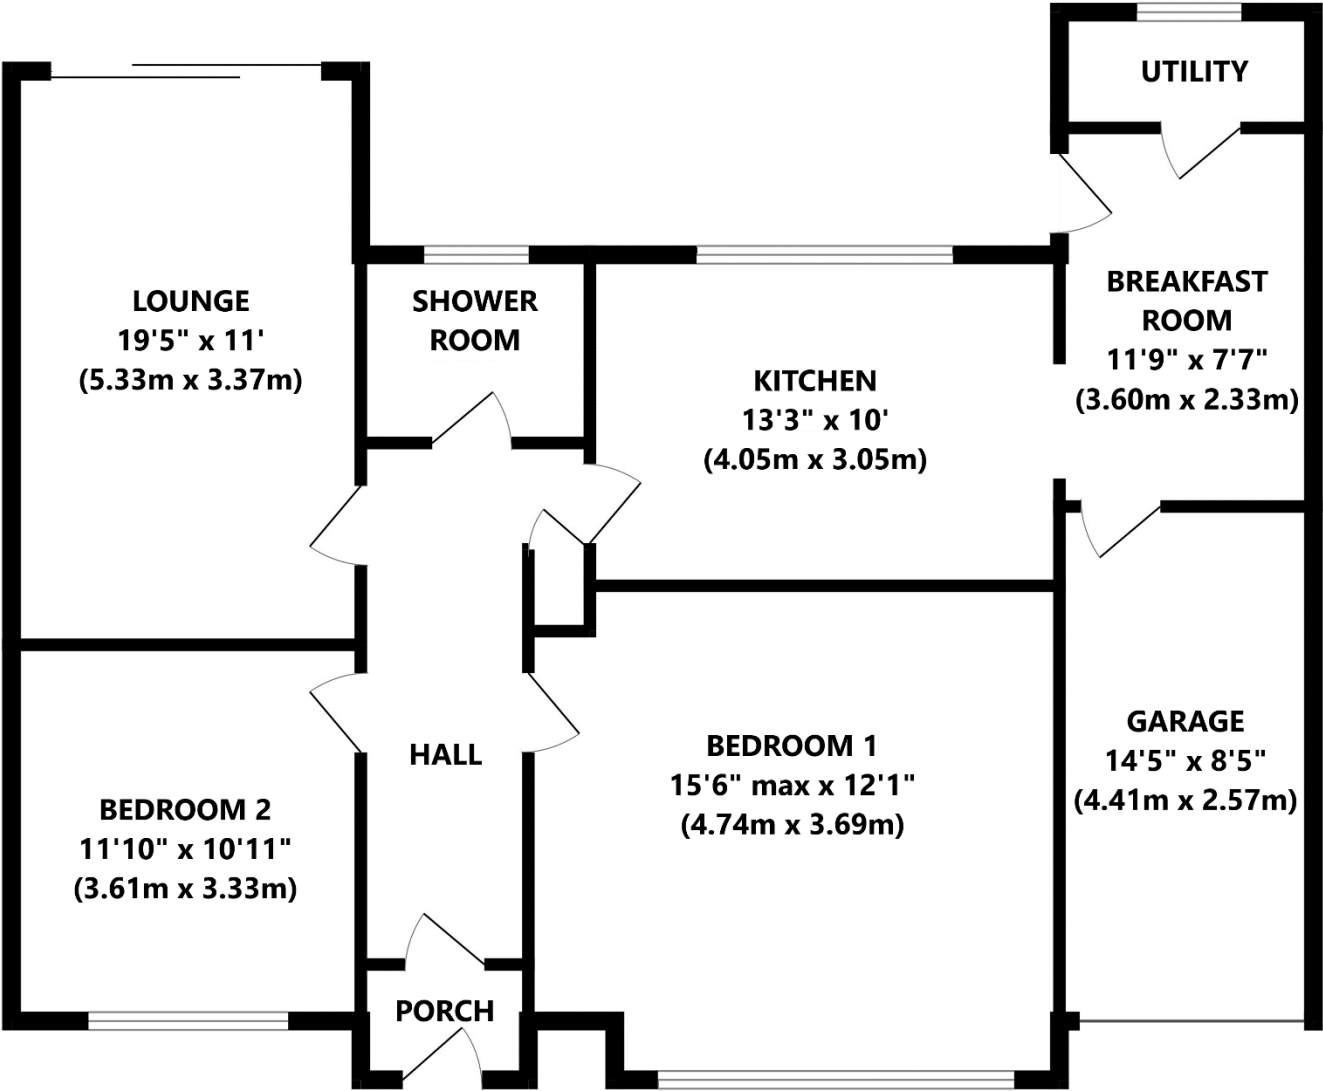 UTILITY
LOUNGE
19'5" x 11'
(5.33m x 3.37m)
SHOWER
ROOM
KITCHEN
13'3" x 10'
(4.05m x 3.05m)
BREAKFAST
ROOM
11'9" x 7'7"
(3.60m x 2.33m)
BEDROOM 2
11'10" x 10'11"
(3.61m x 3.33m)
HALL
BEDROOM 1
15'6" max x 12'1"
(4.74m x 3.69m)
GARAGE
14'5" x 8'5"
(4.41m x 2.57m)
PORCH